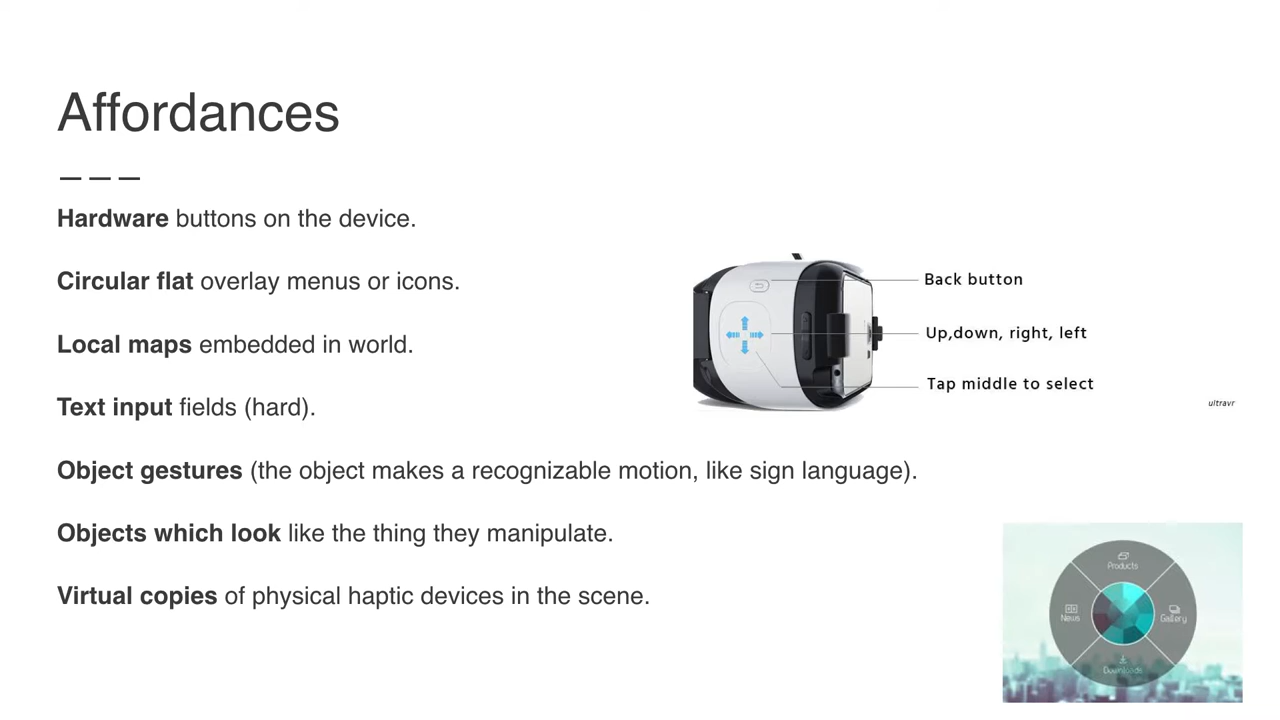 Affordances
Hardware buttons on the device.
Circular flat overlay menus or icons.
Local maps embedded in world.
Text input fields (hard).
Object gestures (the object makes a recognizable motion, like sign language).
Objects which look like the thing they manipulate.
Virtual copies of physical haptic devices in the scene.
Back button
Up,down, right, left
Tap middle to select
ultravr
Products
News
Gallery
Downloads